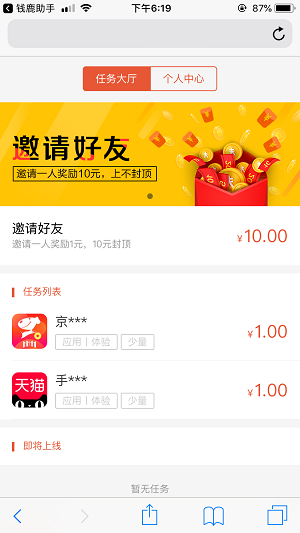 钱鹿助手
下午6:19
87%
任务大厅 个人中心
邀请好友
邀请一人奖励10元，上不封顶
邀请好友
邀请一人奖励1元，10元封顶
¥10.00
任务列表
京***
应用 | 体验 少量
¥1.00
天猫
手***
应用 | 体验 少量
¥1.00
即将上线
暂无任务